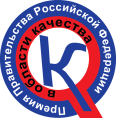 Премия Правительства Российской Федерации
в области качества
К